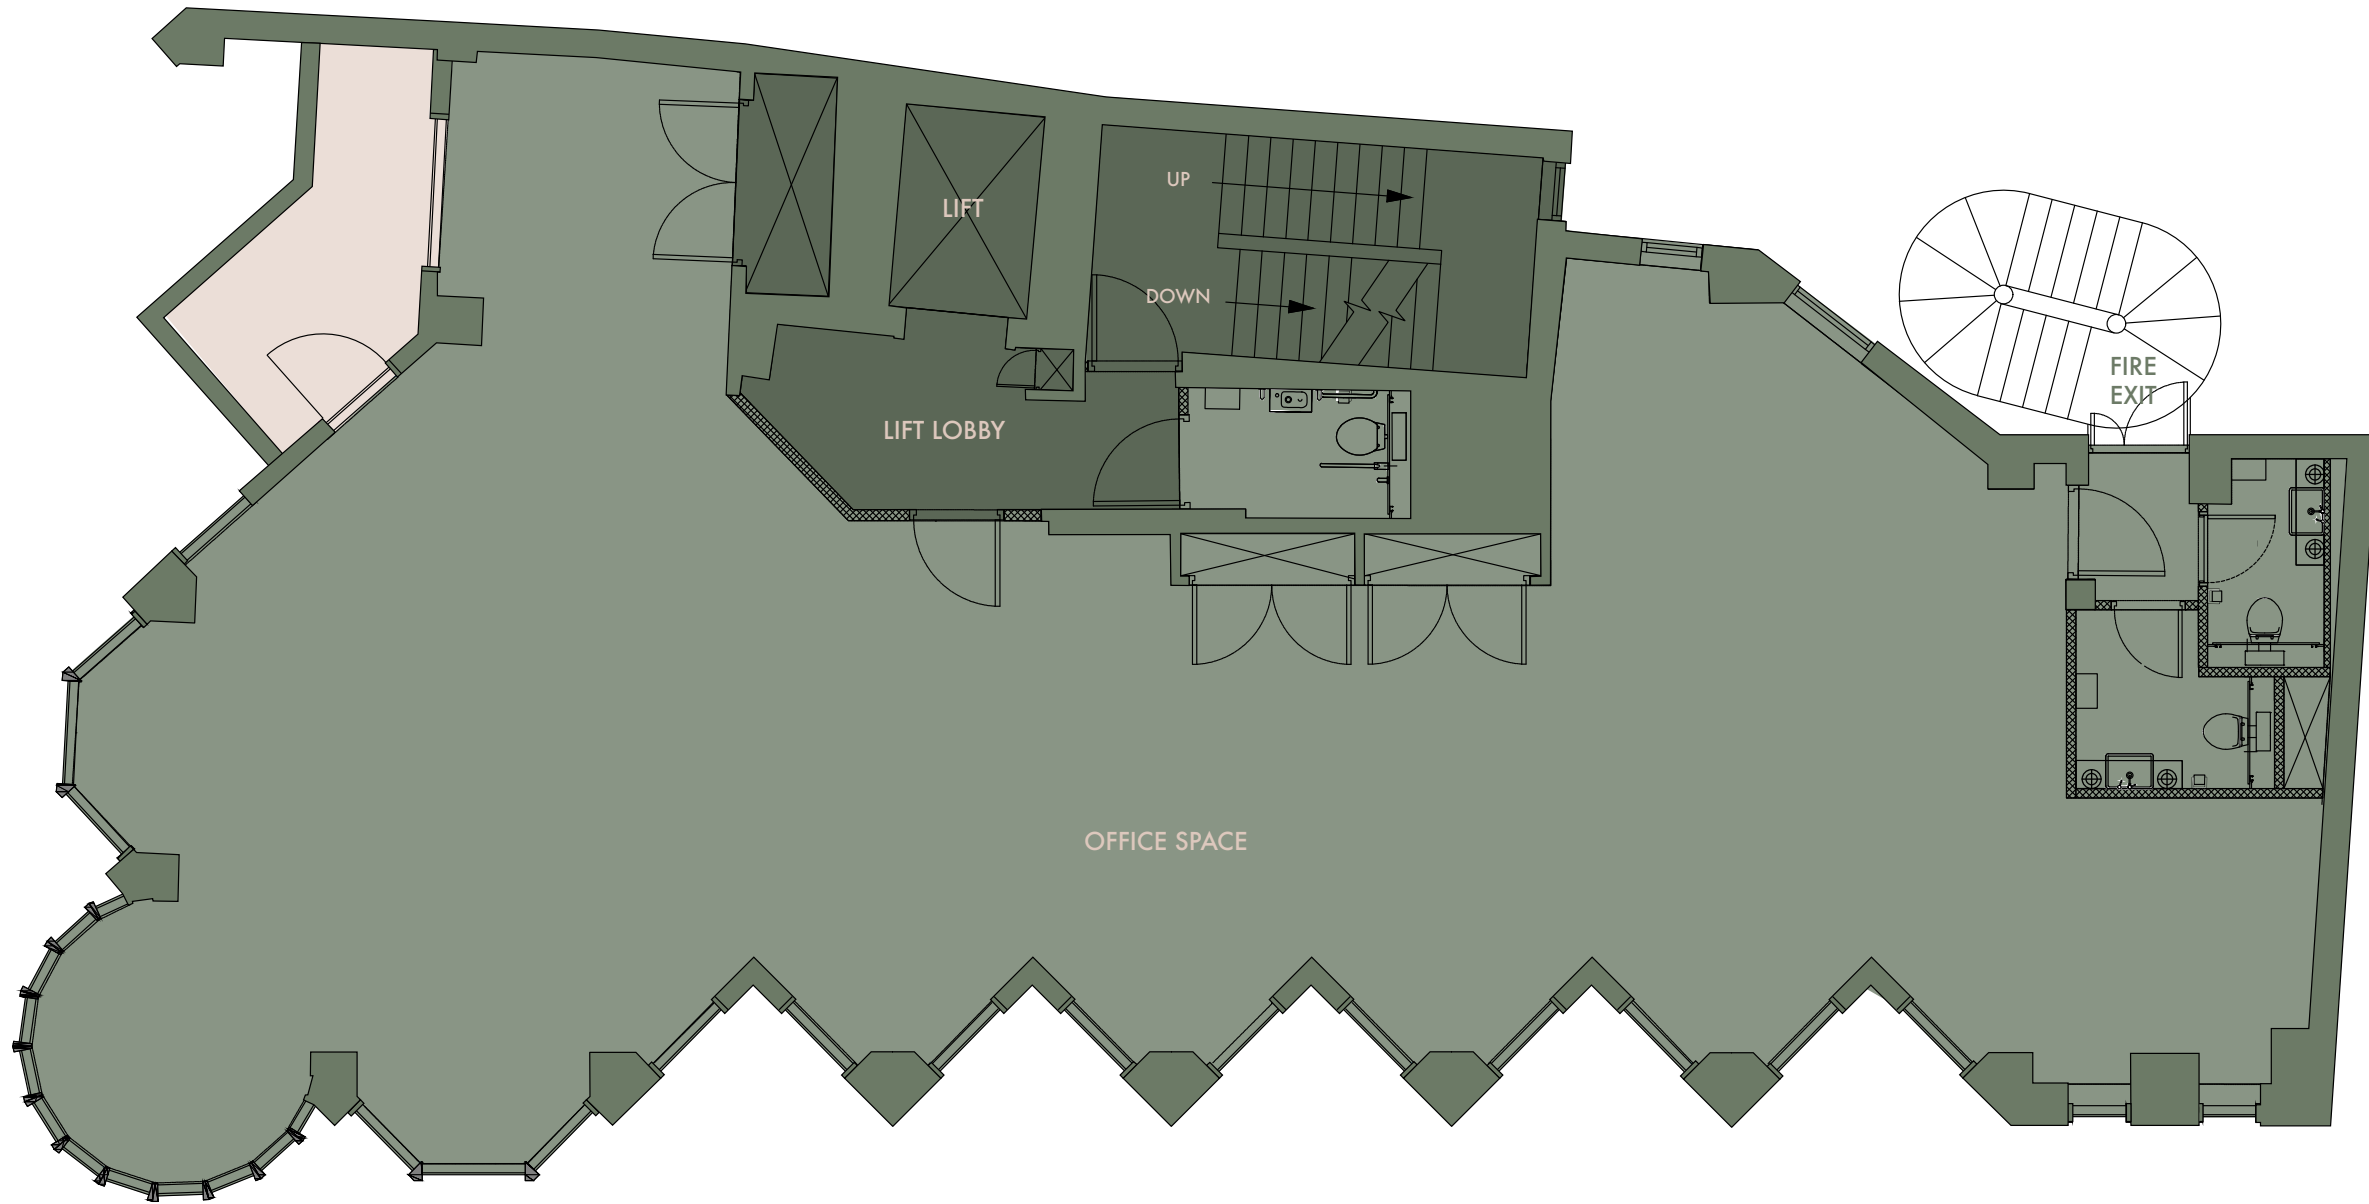 UP
LIFT
DOWN
FIRE
EXIT
LIFT LOBBY
OFFICE SPACE